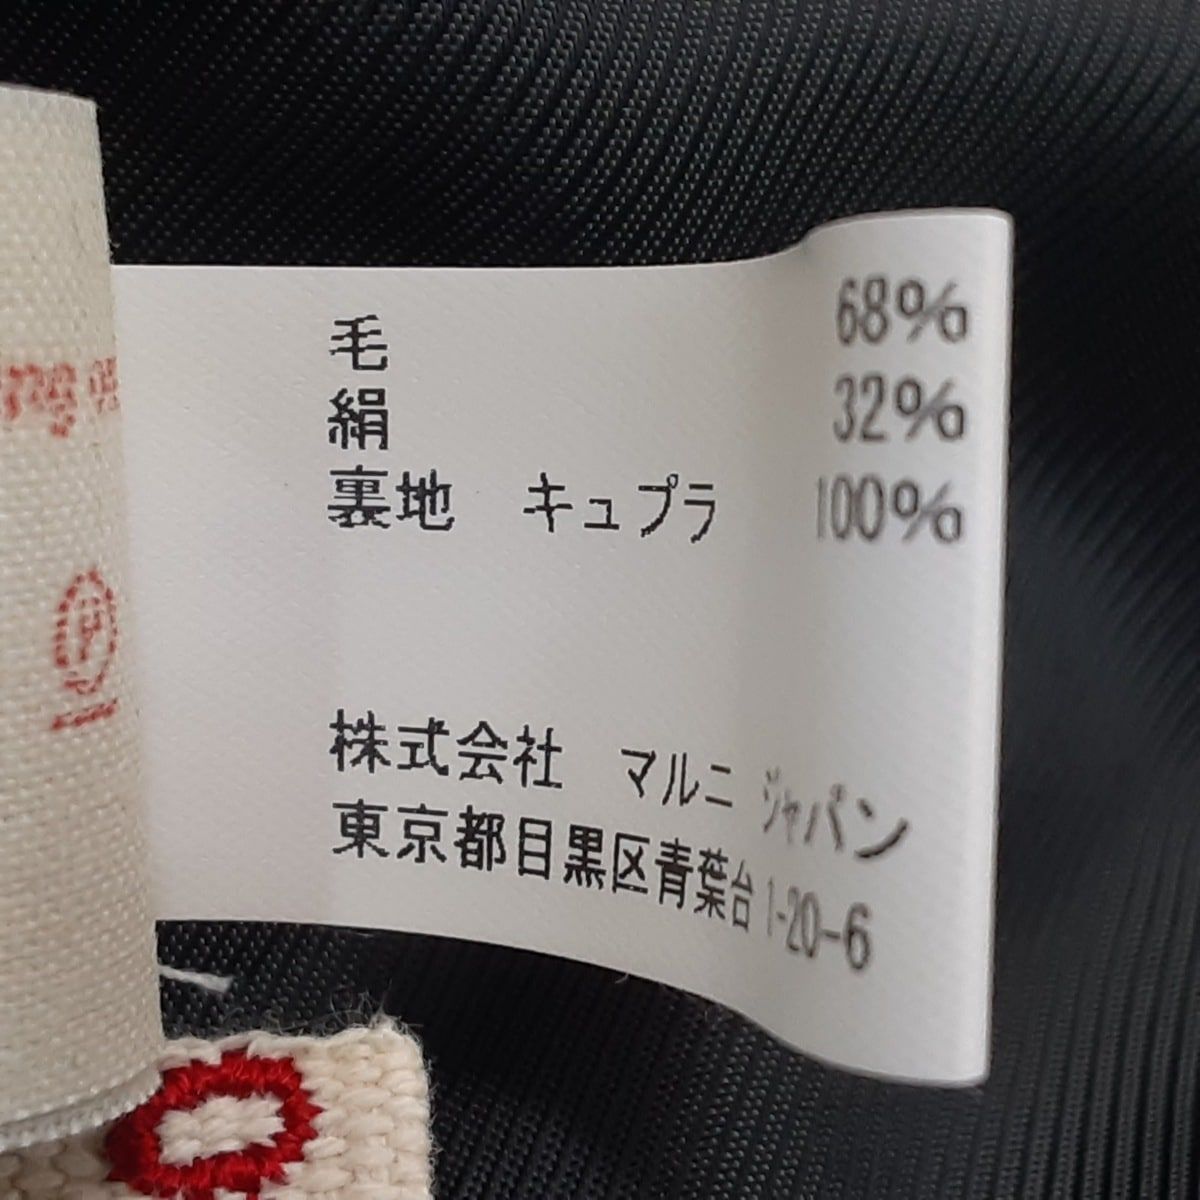 毛 68%
絹 32%
裏地 キュプラ 100%
株式会社 マルニ ジャパン
東京都目黒区青葉台1-20-6
P